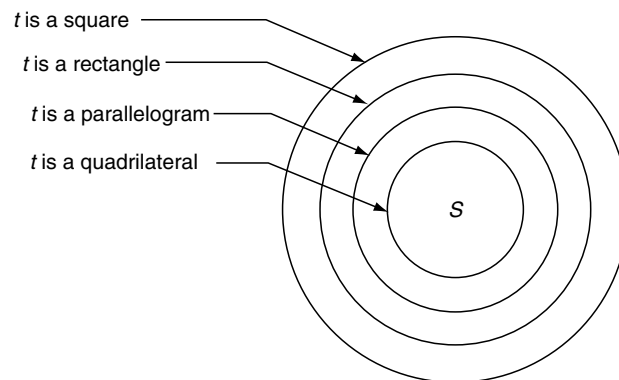 t is a square
t is a rectangle
t is a parallelogram
t is a quadrilateral
S